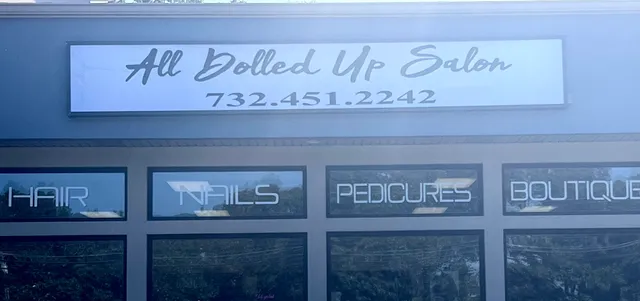 All Dolled Up Salon
732.451.2242
HAIR NAILS PEDICURES BOUTIQUE